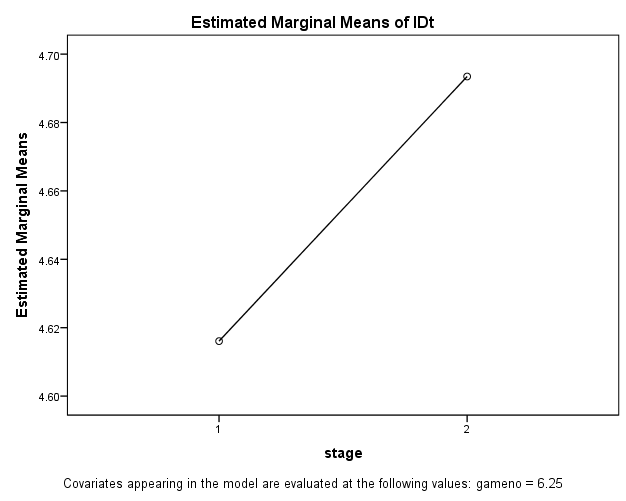 Estimated Marginal Means of IDt
4.70
4.68
4.66
4.64
4.62
4.60
Estimated Marginal Means
1
2
stage
Covariates appearing in the model are evaluated at the following values: gameno = 6.25